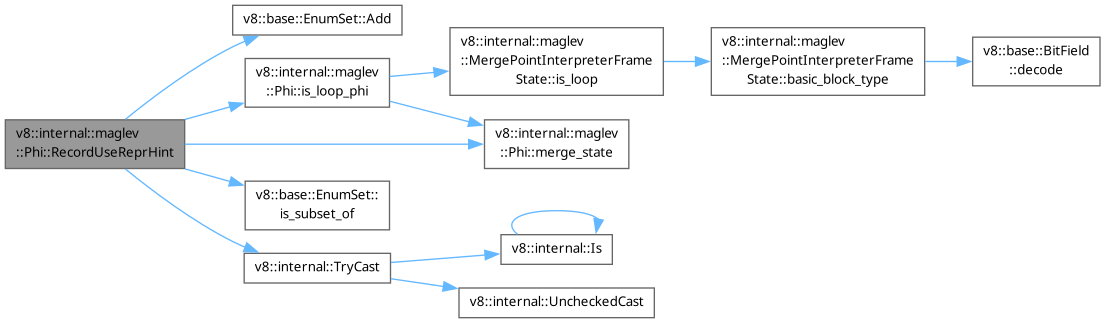 v8::internal::maglev
::Phi::RecordUseReprHint
v8::base::EnumSet::Add
v8::internal::maglev
::Phi::is_loop_phi
v8::internal::maglev
::MergePointInterpreterFrame
State::is_loop
v8::internal::maglev
::MergePointInterpreterFrame
State::basic_block_type
v8::base::BitField
::decode
v8::internal::maglev
::Phi::merge_state
v8::base::EnumSet::
is_subset_of
v8::internal::TryCast
v8::internal::Is
v8::internal::UncheckedCast